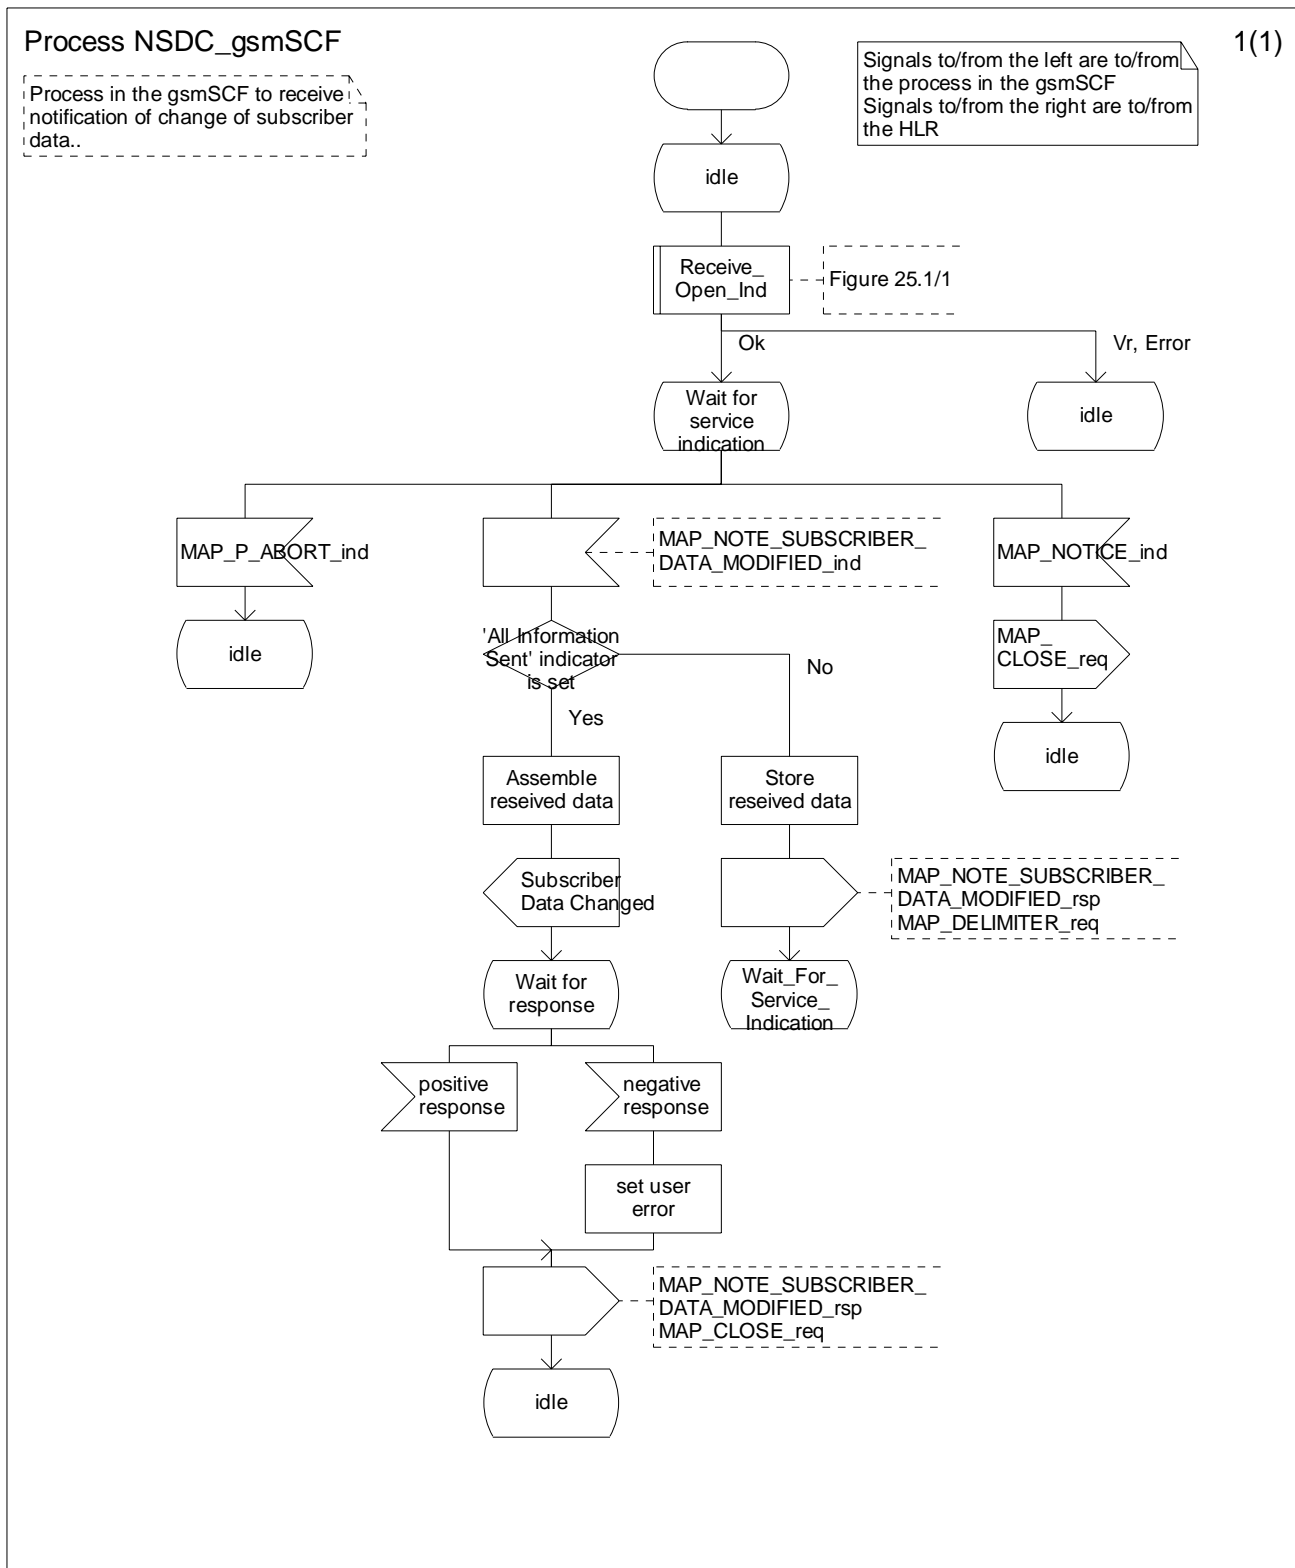 Process NSDC_gsmSCF
1(1)
Process in the gsmSCF to receive
notification of change of subscriber
data..
Signals to/from the left are to/from
the process in the gsmSCF
Signals to/from the right are to/from
the HLR
idle
Receive_
Open_Ind
Figure 25.1/1
Ok
Vr, Error
Wait for
service
indication
idle
MAP_P_ABORT_ind
MAP_NOTE_SUBSCRIBER_
DATA_MODIFIED_ind
MAP_NOTICE_ind
idle
'All Information
Sent' indicator
is set
No
MAP_
CLOSE_req
Yes
idle
Assemble
reseived data
Store
reseived data
Subscriber
Data Changed
MAP_NOTE_SUBSCRIBER_
DATA_MODIFIED_rsp
MAP_DELIMITER_req
Wait for
response
Wait_For_
Service_
Indication
positive
response
negative
response
set user
error
MAP_NOTE_SUBSCRIBER_
DATA_MODIFIED_rsp
MAP_CLOSE_req
idle